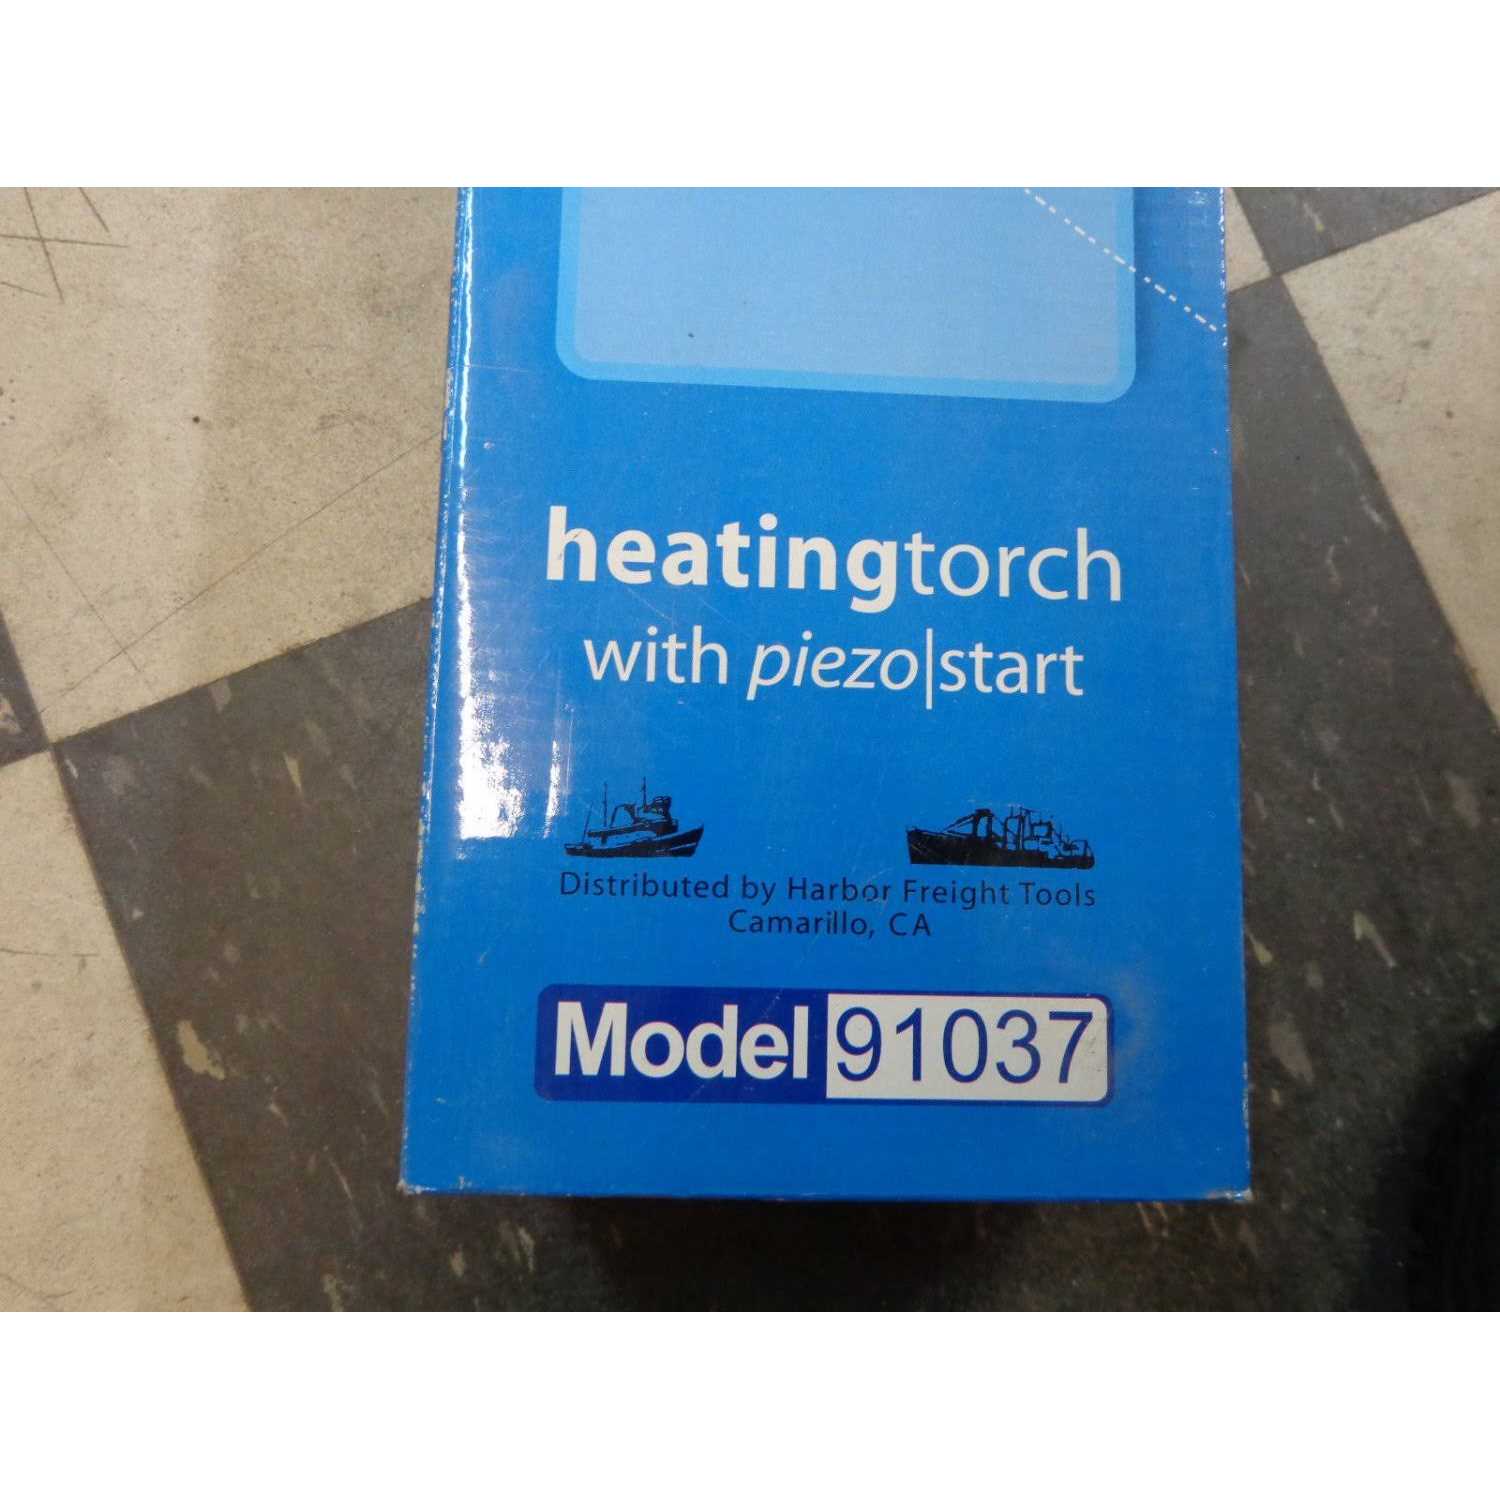 heatingtorch
with piezo|start
Distributed by Harbor Freight Tools
Camarillo, CA
Model 91037